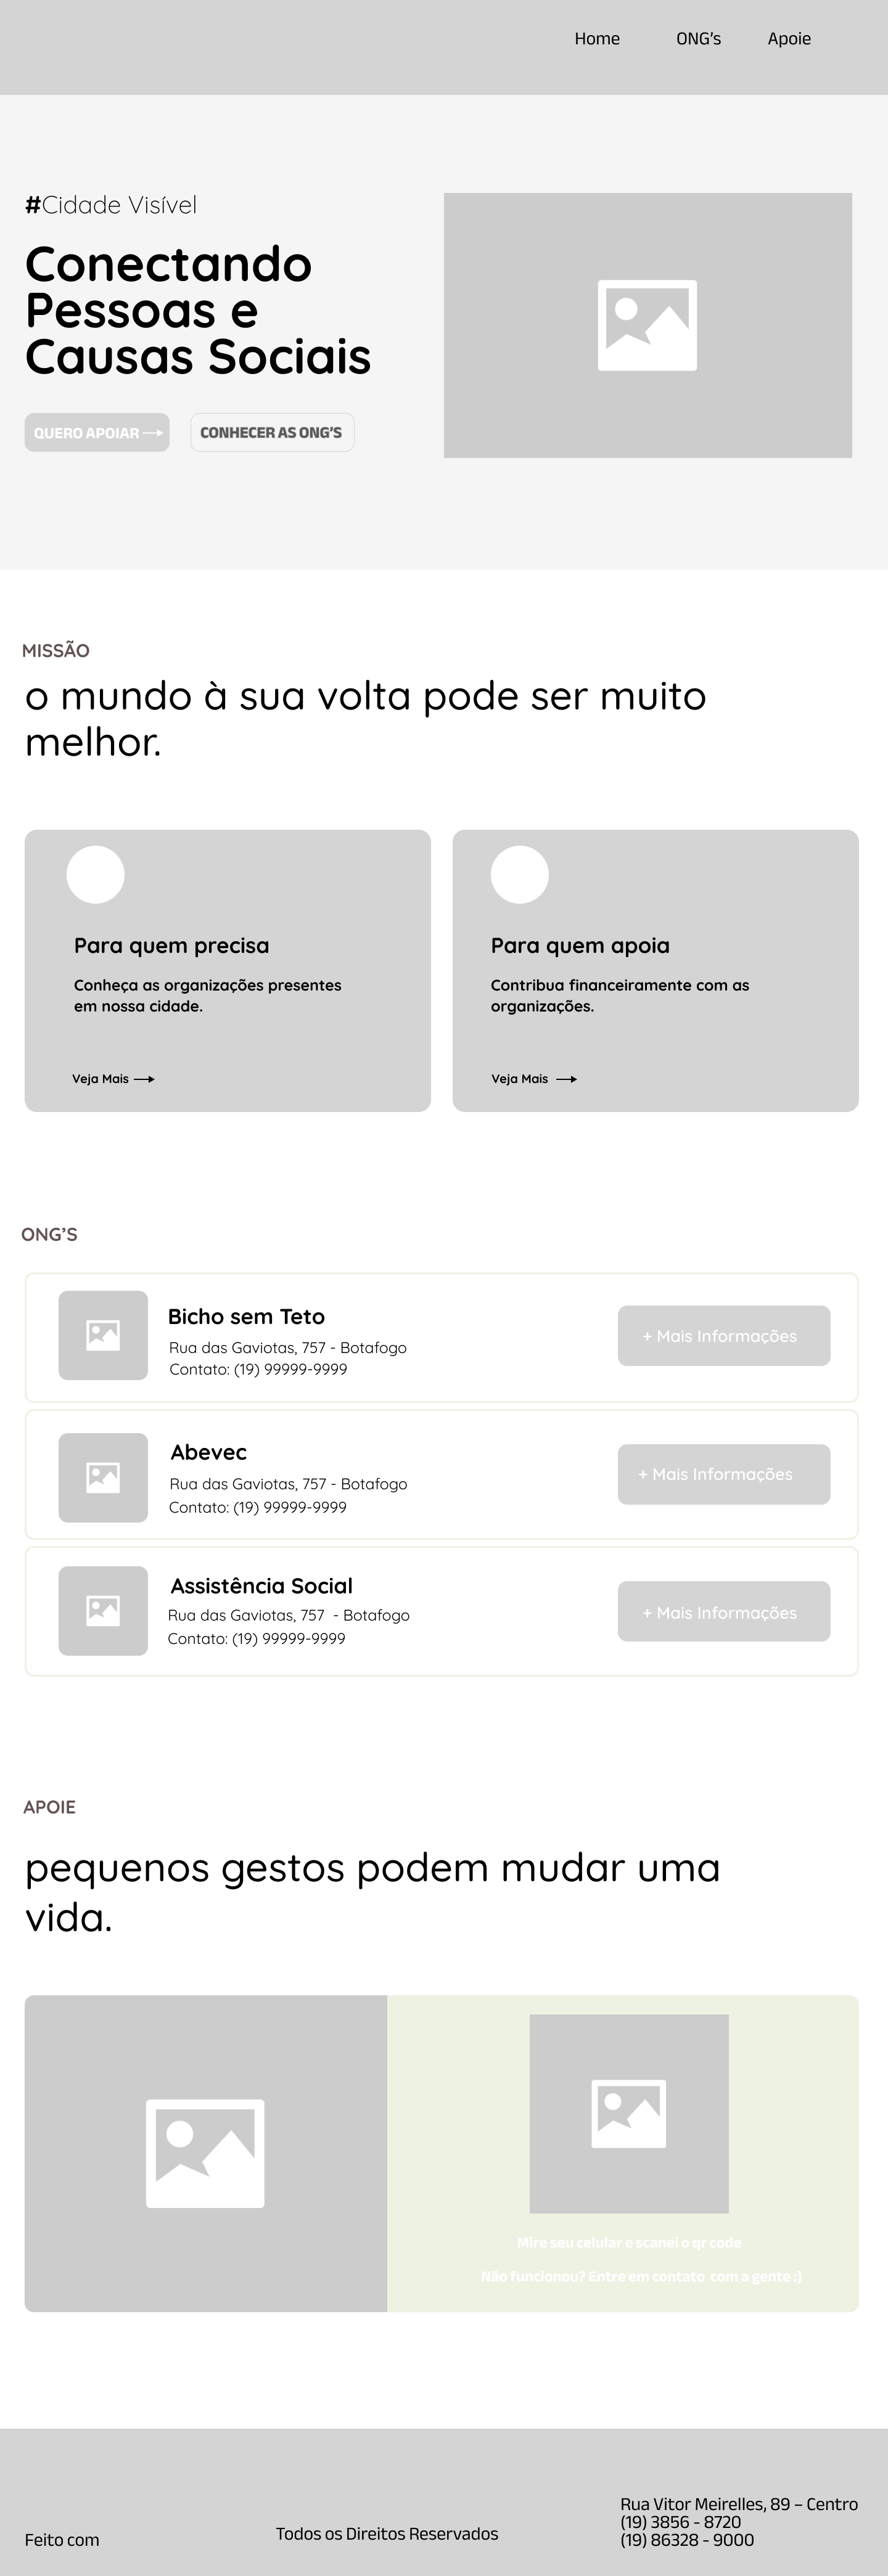 Home ONG’s Apoie
#Cidade Visível
Conectando
Pessoas e
Causas Sociais
QUERO APOIAR
CONHECER AS ONG’S
MISSÃO
o mundo à sua volta pode ser muito
melhor.
Para quem precisa
Conheça as organizações presentes
em nossa cidade.
Veja Mais
Para quem apoia
Contribua financeiramente com as
organizações.
Veja Mais
ONG’S
Bicho sem Teto
Rua das Gaviotas, 757 - Botafogo
Contato: (19) 99999-9999
+ Mais Informações
Abevec
Rua das Gaviotas, 757 - Botafogo
Contato: (19) 99999-9999
+ Mais Informações
Assistência Social
Rua das Gaviotas, 757  - Botafogo
Contato: (19) 99999-9999
+ Mais Informações
APOIE
pequenos gestos podem mudar uma
vida.
Mire seu celular e scanei o qr code
Não funcionou? Entre em contato  com a gente :)
Feito com
Todos os Direitos Reservados
Rua Vitor Meirelles, 89 – Centro
(19) 3856 - 8720
(19) 86328 - 9000